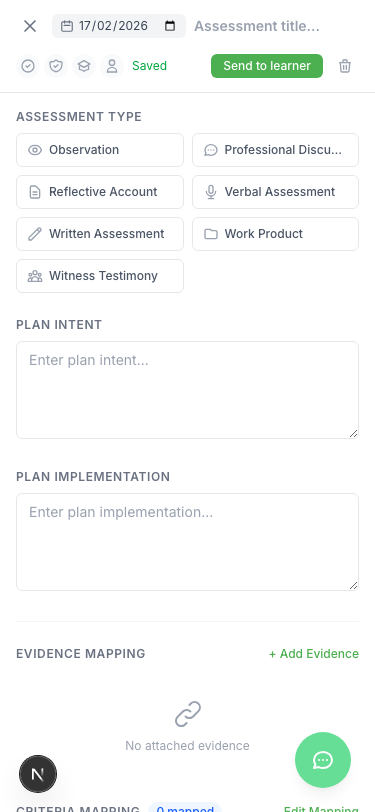 17/02/2026 Assessment title...
Saved Send to learner
ASSESSMENT TYPE
Observation Professional Discu...
Reflective Account Verbal Assessment
Written Assessment Work Product
Witness Testimony
PLAN INTENT
Enter plan intent...
PLAN IMPLEMENTATION
Enter plan implementation...
EVIDENCE MAPPING + Add Evidence
No attached evidence
N
CRITERIA MAPPING 0 mapped Edit Mapping